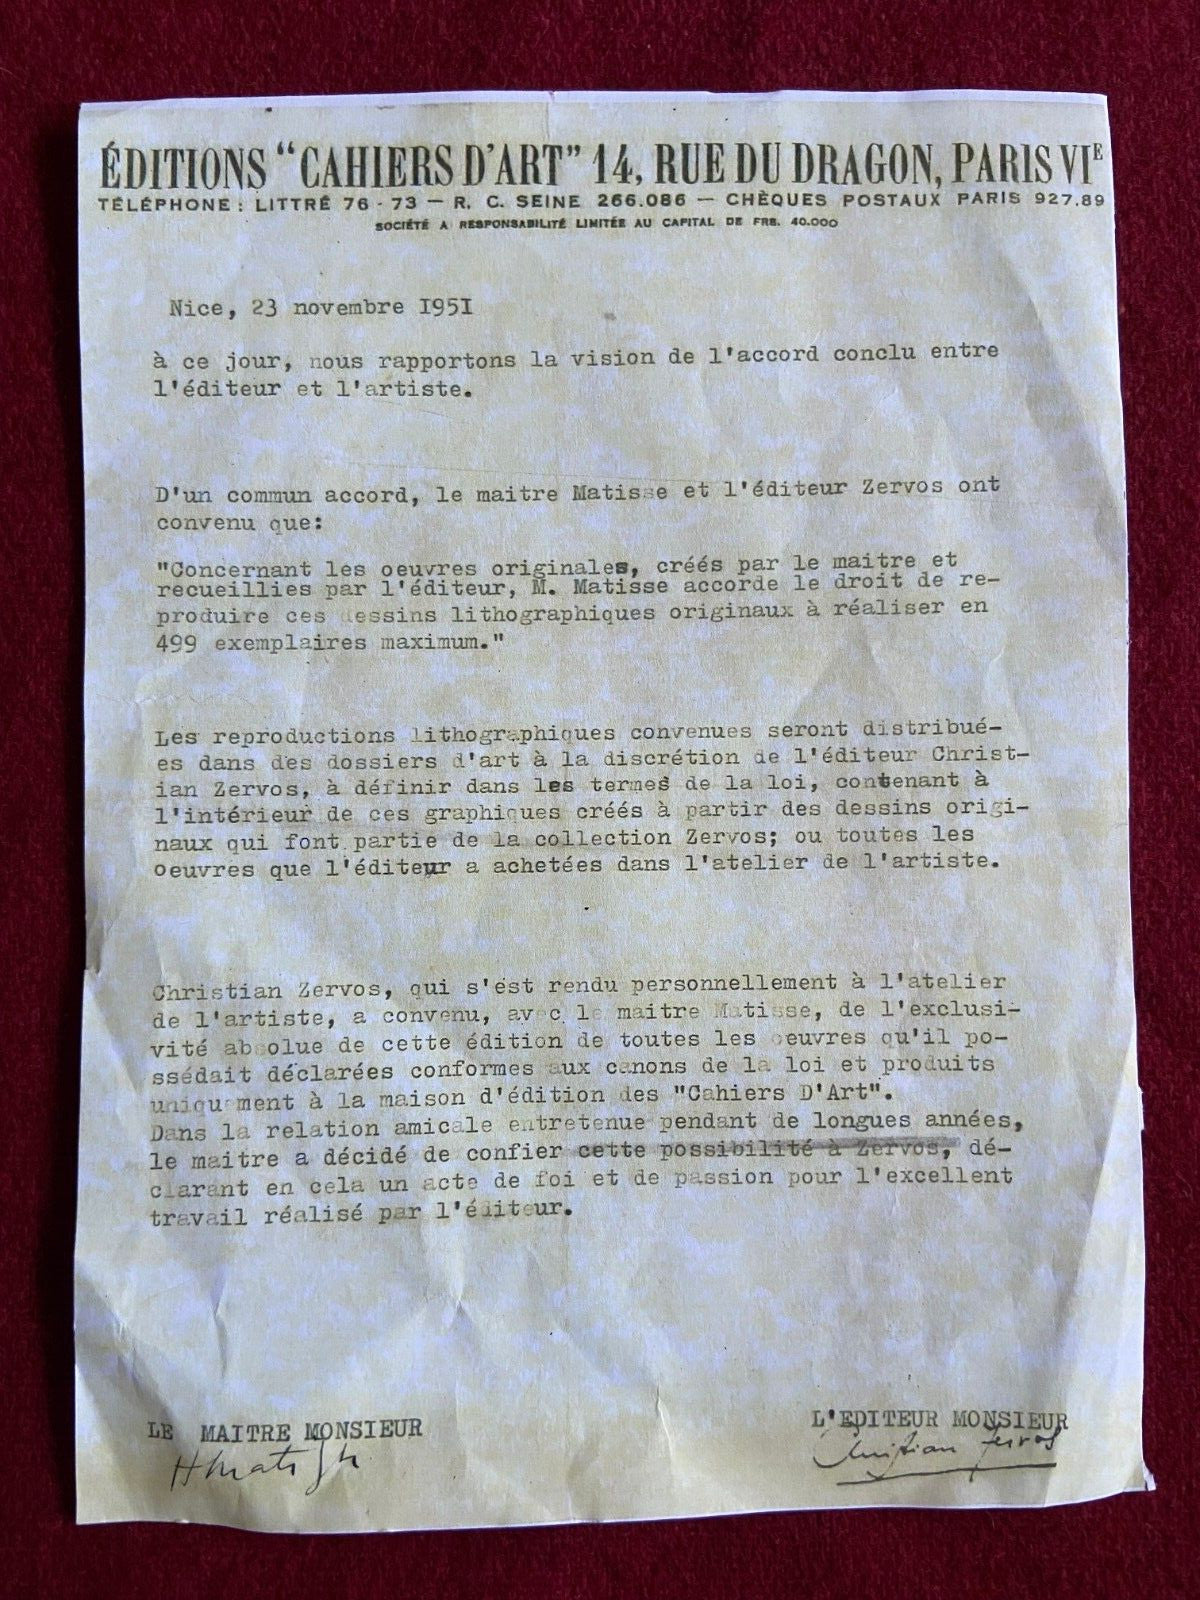 ÉDITIONS "CAHIERS D'ART" 14, RUE DU DRAGON, PARIS VIE
TÉLÉPHONE : LITTRÉ 76 - 73 — R. C. SEINE 266.086 — CHÈQUES POSTAUX PARIS 927.89
SOCIÉTÉ A RESPONSABILITÉ LIMITÉE AU CAPITAL DE FRS. 40.000
Nice, 23 novembre I95I
à ce jour, nous rapportons la vision de l'accord conclu entre
l'éditeur et l'artiste.
D'un commun accord, le maitre Matisse et l'éditeur Zervos ont
convenu que:
"Concernant les oeuvres originales, créés par le maitre et
recueillies par l'éditeur, M. Matisse accorde le droit de re-
produire ces dessins lithographiques originaux à réaliser en
499 exemplaires maximum."
Les reproductions lithographiques convenues seront distribué-
es dans des dossiers d'art à la discrétion de l'éditeur Christ-
ian Zervos, à définir dans les termes de la loi, contenant à
l'intérieur de ces graphiques créés à partir des dessins origi-
naux qui font partie de la collection Zervos; ou toutes les
oeuvres que l'éditeur a achetées dans l'atelier de l'artiste.
Christian Zervos, qui s'est rendu personnellement à l'atelier
de l'artiste, a convenu, avec le maitre Matisse, de l'exclusi-
vité absolue de cette édition de toutes les oeuvres qu'il po-
ssédait déclarées conformes aux canons de la loi et produits
uniquement à la maison d'édition des "Cahiers D'Art".
Dans la relation amicale entretenue pendant de longues années,
le maitre a décidé de confier cette possibilité à Zervos, dé-
clarant en cela un acte de foi et de passion pour l'excellent
travail réalisé par l'éditeur.
LE MAITRE MONSIEUR
L'EDITEUR MONSIEUR
H Matisse
Christian Zervos